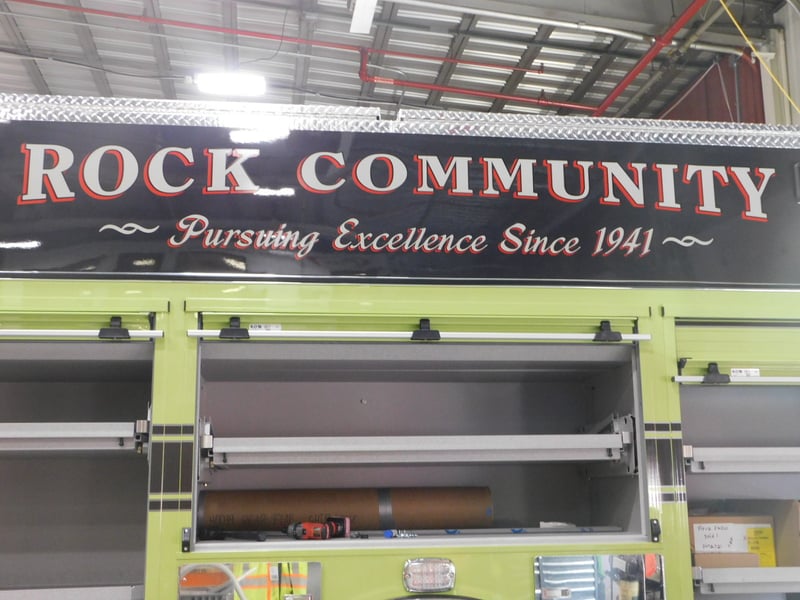 ROCK COMMUNITY
Pursuing Excellence Since 1941